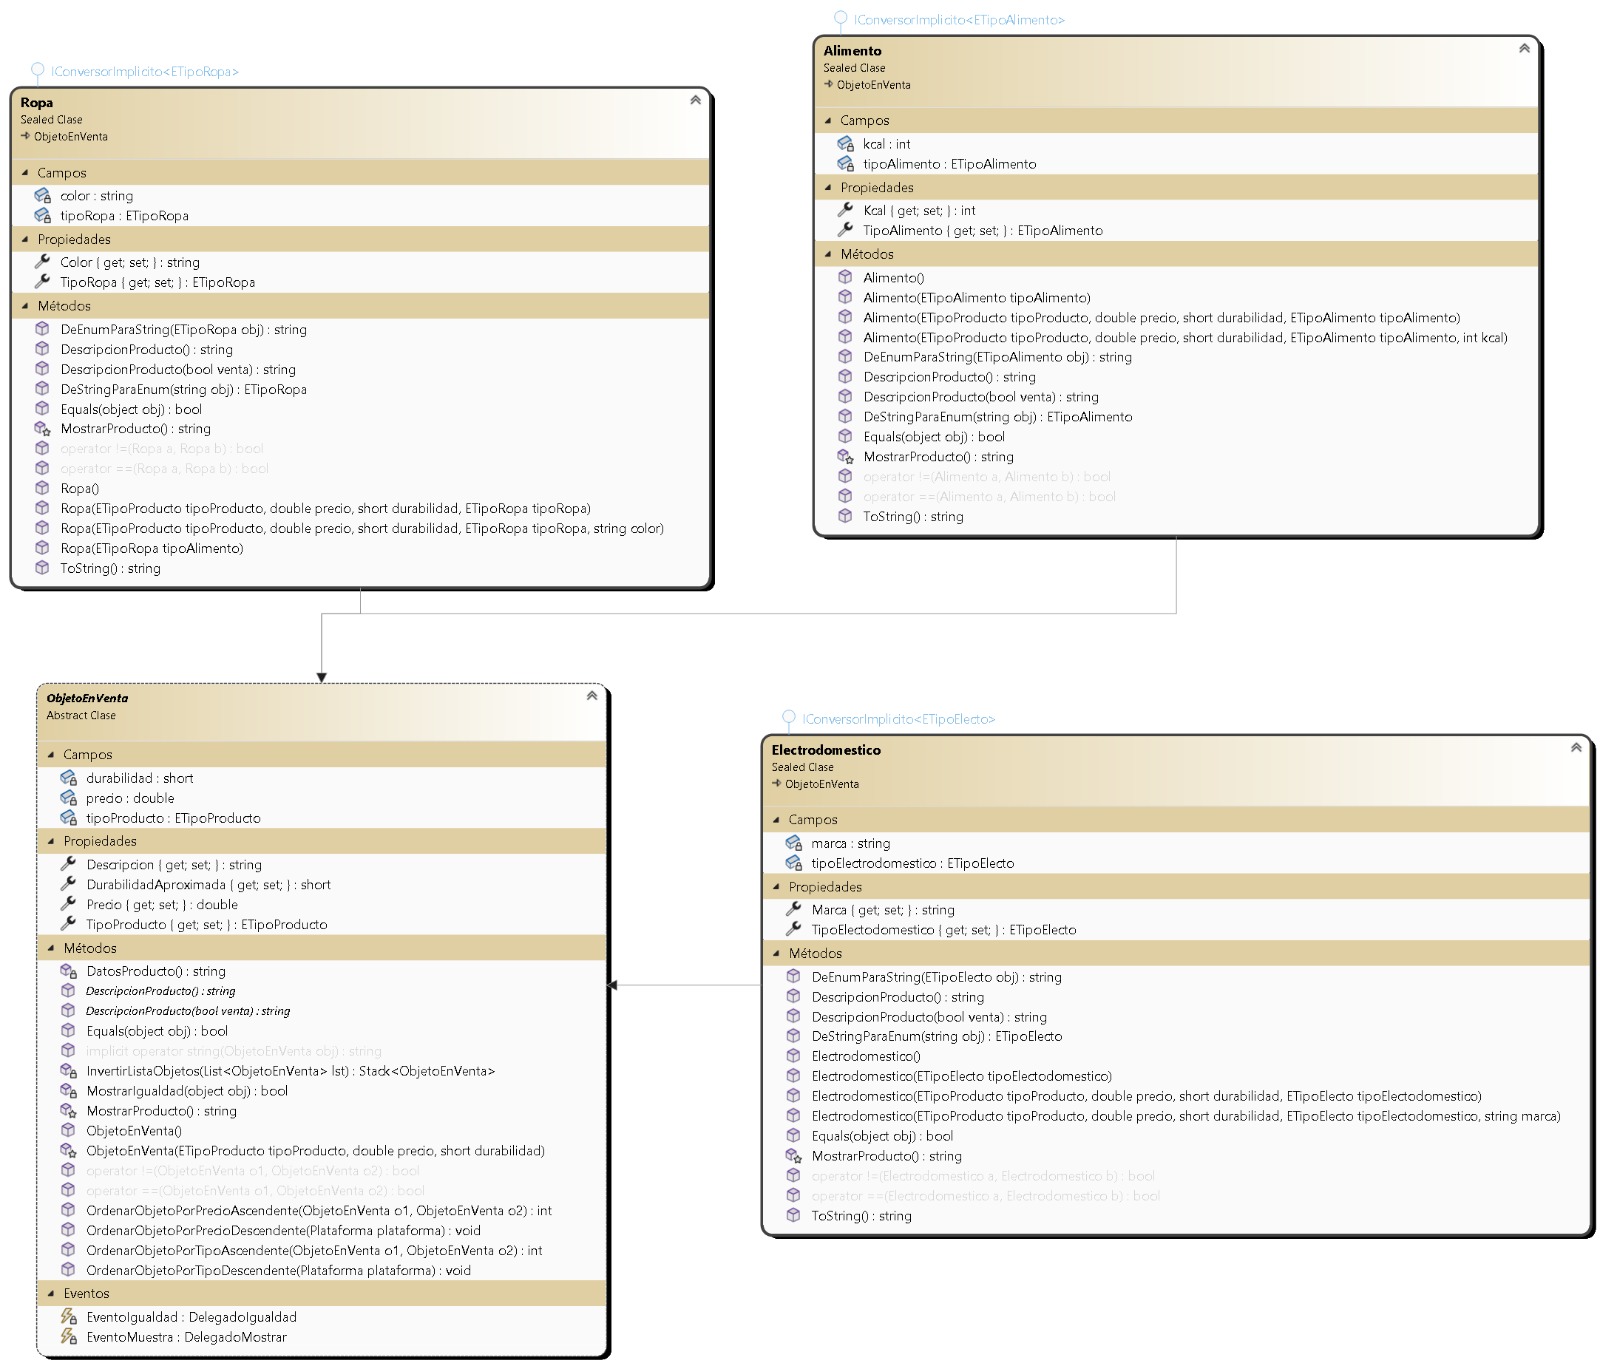 IConversorImplicito<ETipoRopa>
Ropa
Sealed Clase
ObjetoEnVenta
Campos
color : string
tipoRopa : ETipoRopa
Propiedades
Color { get; set; } : string
TipoRopa { get; set; } : ETipoRopa
Métodos
DeEnumParaString(ETipoRopa obj) : string
DescripcionProducto() : string
DescripcionProducto(bool venta) : string
DeStringParaEnum(string obj) : ETipoRopa
Equals(object obj) : bool
MostrarProducto() : string
operator !=(Ropa a, Ropa b) : bool
operator ==(Ropa a, Ropa b) : bool
Ropa()
Ropa(ETipoProducto tipoProducto, double precio, short durabilidad, ETipoRopa tipoRopa)
Ropa(ETipoProducto tipoProducto, double precio, short durabilidad, ETipoRopa tipoRopa, string color)
Ropa(ETipoRopa tipoAlimento)
ToString() : string
IConversorImplicito<ETipoAlimento>
Alimento
Sealed Clase
ObjetoEnVenta
Campos
kcal : int
tipoAlimento : ETipoAlimento
Propiedades
Kcal { get; set; } : int
TipoAlimento { get; set; } : ETipoAlimento
Métodos
Alimento()
Alimento(ETipoAlimento tipoAlimento)
Alimento(ETipoProducto tipoProducto, double precio, short durabilidad, ETipoAlimento tipoAlimento)
Alimento(ETipoProducto tipoProducto, double precio, short durabilidad, ETipoAlimento tipoAlimento, int kcal)
DeEnumParaString(ETipoAlimento obj) : string
DescripcionProducto() : string
DescripcionProducto(bool venta) : string
DeStringParaEnum(string obj) : ETipoAlimento
Equals(object obj) : bool
MostrarProducto() : string
operator !=(Alimento a, Alimento b) : bool
operator ==(Alimento a, Alimento b) : bool
ToString() : string
ObjetoEnVenta
Abstract Clase
Campos
durabilidad : short
precio : double
tipoProducto : ETipoProducto
Propiedades
Descripcion { get; set; } : string
DurabilidadAproximada { get; set; } : short
Precio { get; set; } : double
TipoProducto { get; set; } : ETipoProducto
Métodos
DatosProducto() : string
DescripcionProducto() : string
DescripcionProducto(bool venta) : string
Equals(object obj) : bool
implicit operator string(ObjetoEnVenta obj) : string
InvertirListaObjetos(List<ObjetoEnVenta> lst) : Stack<ObjetoEnVenta>
MostrarIgualdad(object obj) : bool
MostrarProducto() : string
ObjetoEnVenta()
ObjetoEnVenta(ETipoProducto tipoProducto, double precio, short durabilidad)
operator !=(ObjetoEnVenta o1, ObjetoEnVenta o2) : bool
operator ==(ObjetoEnVenta o1, ObjetoEnVenta o2) : bool
OrdenarObjetoPorPrecioAscendente(ObjetoEnVenta o1, ObjetoEnVenta o2) : int
OrdenarObjetoPorPrecioDescendente(Plataforma plataforma) : void
OrdenarObjetoPorTipoAscendente(ObjetoEnVenta o1, ObjetoEnVenta o2) : int
OrdenarObjetoPorTipoDescendente(Plataforma plataforma) : void
Eventos
EventoIgualdad : DelegadoIgualdad
EventoMuestra : DelegadoMostrar
IConversorImplicito<ETipoElecto>
Electrodomestico
Sealed Clase
ObjetoEnVenta
Campos
marca : string
tipoElectrodomestico : ETipoElecto
Propiedades
Marca { get; set; } : string
TipoElectodomestico { get; set; } : ETipoElecto
Métodos
DeEnumParaString(ETipoElecto obj) : string
DescripcionProducto() : string
DescripcionProducto(bool venta) : string
DeStringParaEnum(string obj) : ETipoElecto
Electrodomestico()
Electrodomestico(ETipoElecto tipoElectodomestico)
Electrodomestico(ETipoProducto tipoProducto, double precio, short durabilidad, ETipoElecto tipoElectodomestico)
Electrodomestico(ETipoProducto tipoProducto, double precio, short durabilidad, ETipoElecto tipoElectodomestico, string marca)
Equals(object obj) : bool
MostrarProducto() : string
operator !=(Electrodomestico a, Electrodomestico b) : bool
operator ==(Electrodomestico a, Electrodomestico b) : bool
ToString() : string